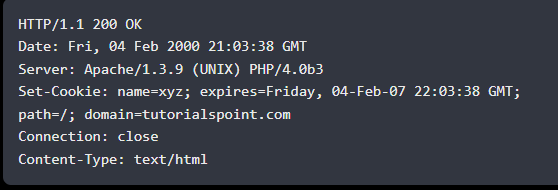 HTTP/1.1 200 OK
Date: Fri, 04 Feb 2000 21:03:38 GMT
Server: Apache/1.3.9 (UNIX) PHP/4.0b3
Set-Cookie: name=xyz; expires=Friday, 04-Feb-07 22:03:38 GMT;
path=/; domain=tutorialspoint.com
Connection: close
Content-Type: text/html